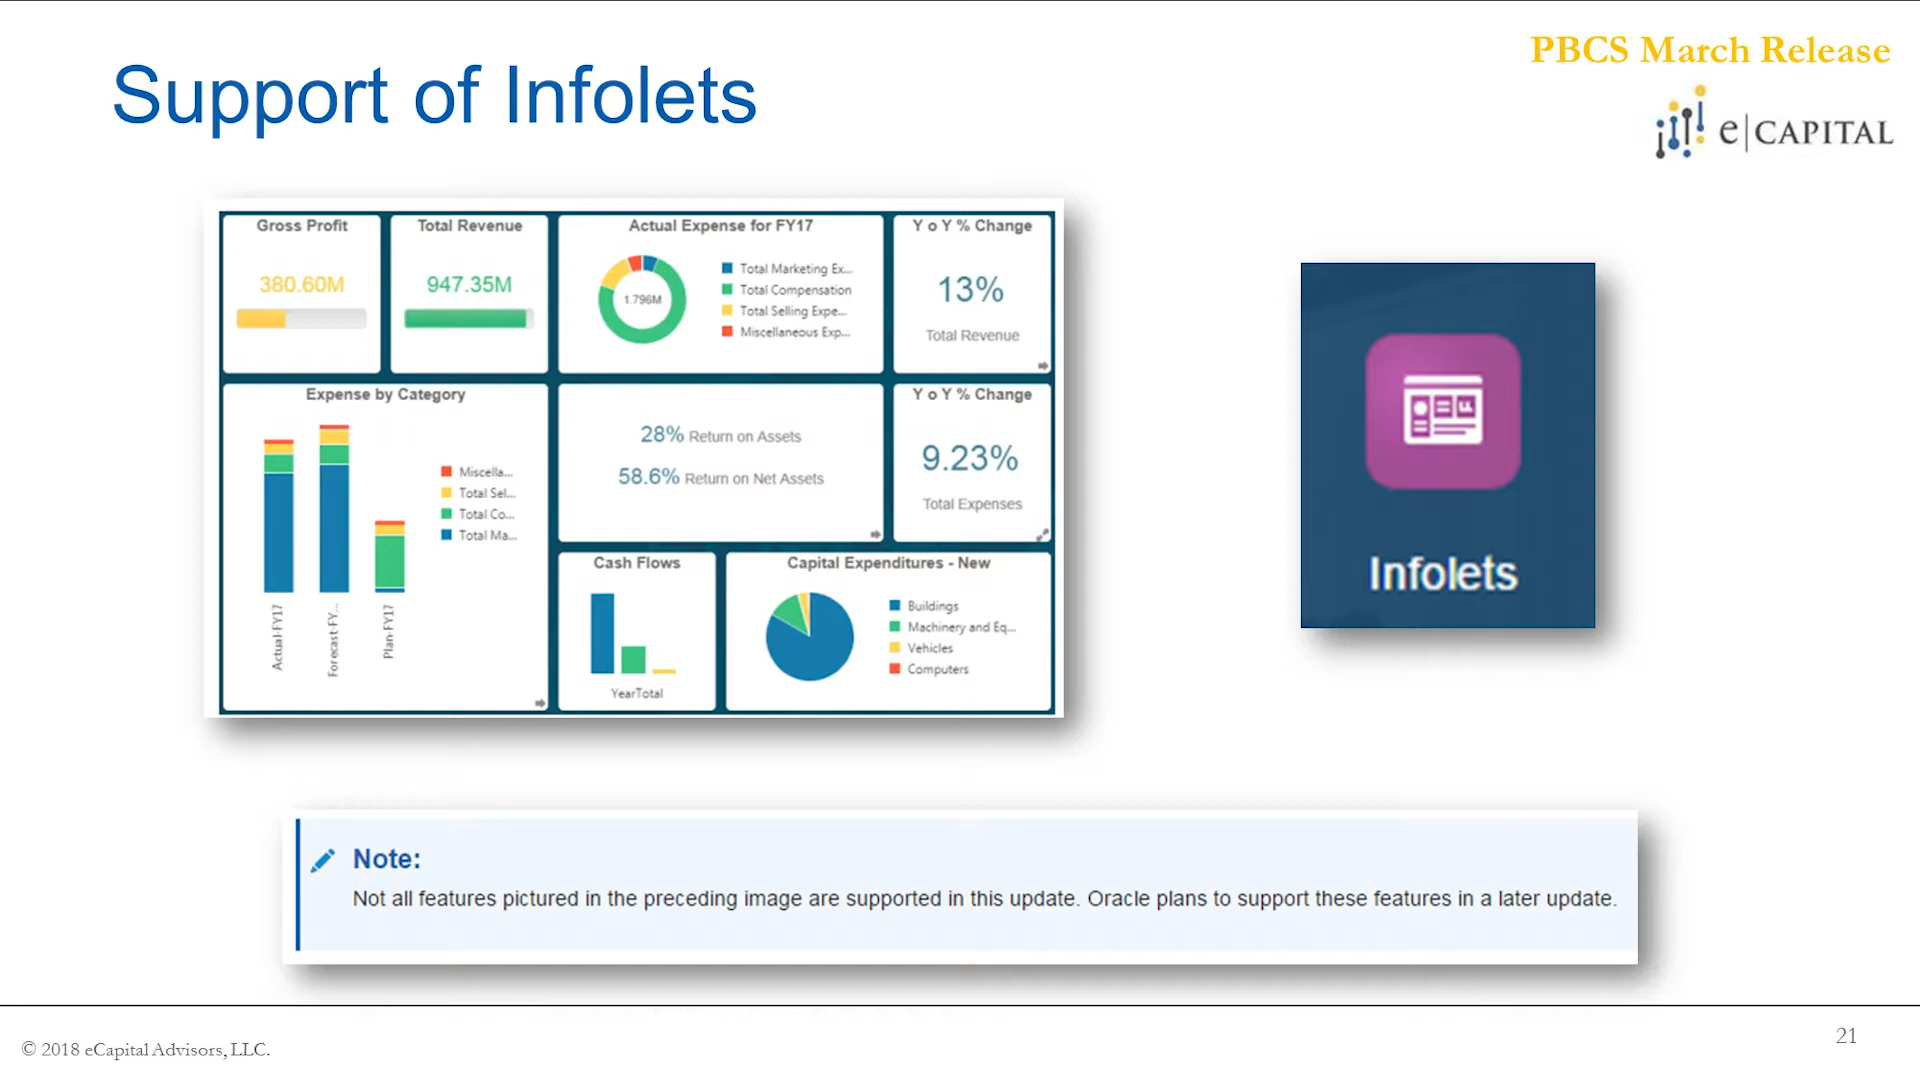 PBCS March Release
Support of Infolets
e|CAPITAL
Gross Profit
380.60M
Total Revenue
947.35M
Actual Expense for FY17
1.796M
Total Marketing Ex...
Total Compensation
Total Selling Expe...
Miscellaneous Exp...
Y o Y % Change
13%
Total Revenue
Expense by Category
Miscella...
Total Sel...
Total Co...
Total Ma...
Actual-FY17
Forecast-FY...
Plan-FY17
28% Return on Assets
58.6% Return on Net Assets
Y o Y % Change
9.23%
Total Expenses
Cash Flows
YearTotal
Capital Expenditures - New
Buildings
Machinery and Eq...
Vehicles
Computers
Infolets
Note:
Not all features pictured in the preceding image are supported in this update. Oracle plans to support these features in a later update.
© 2018 eCapital Advisors, LLC.
21